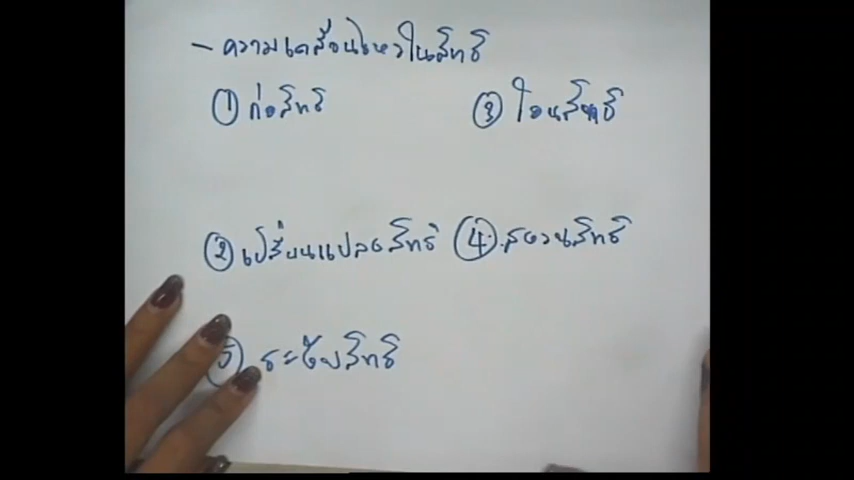 - ความเคลื่อนไหวในสิทธิ
① ก่อสิทธิ
③ โอนสิทธิ
② เปลี่ยนแปลงสิทธิ
④ สงวนสิทธิ
⑤ ระงับสิทธิ